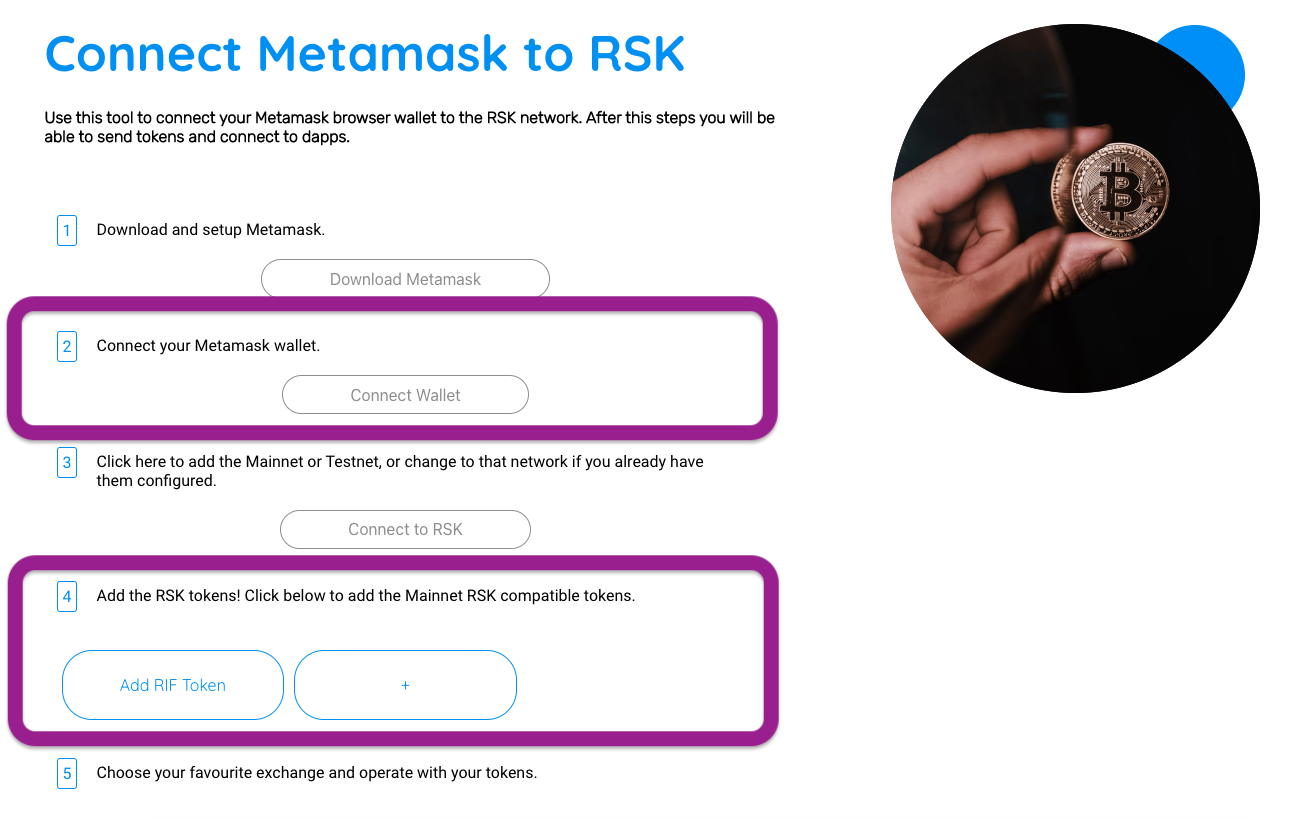 Connect Metamask to RSK
Use this tool to connect your Metamask browser wallet to the RSK network. After this steps you will be
able to send tokens and connect to dapps.
1 Download and setup Metamask.
Download Metamask
2 Connect your Metamask wallet.
Connect Wallet
3 Click here to add the Mainnet or Testnet, or change to that network if you already have
them configured.
Connect to RSK
4 Add the RSK tokens! Click below to add the Mainnet RSK compatible tokens.
Add RIF Token +
5 Choose your favourite exchange and operate with your tokens.